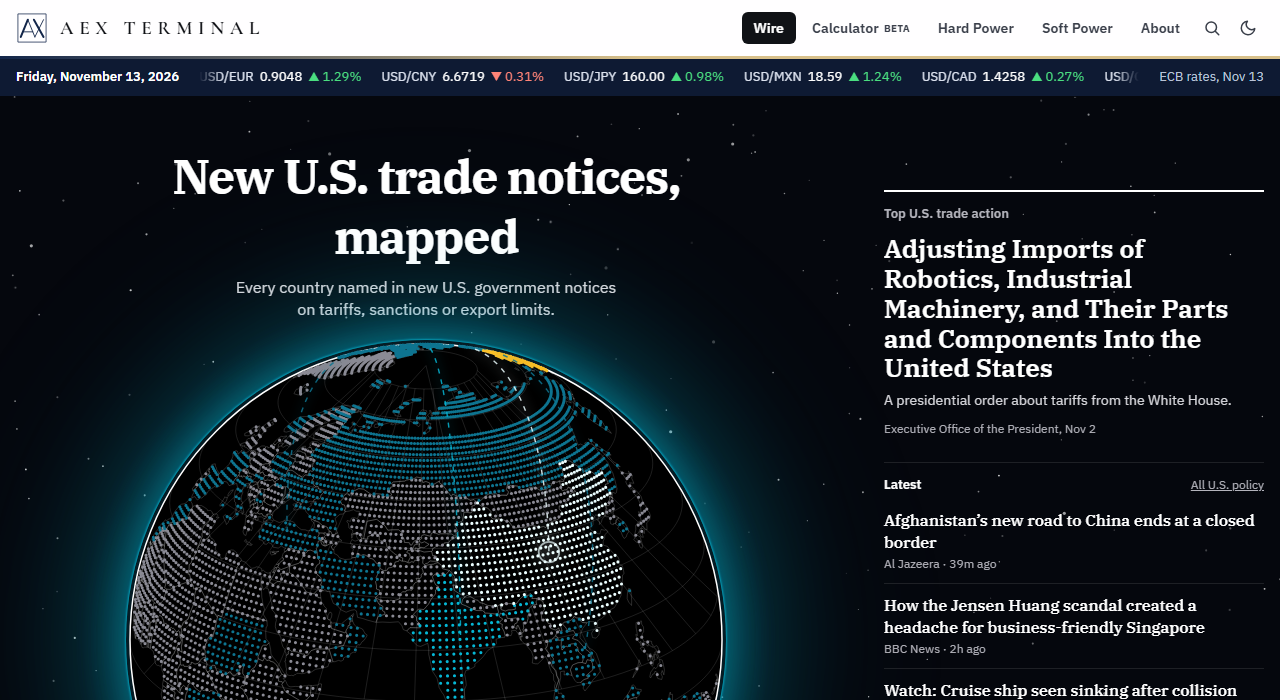 AEX TERMINAL
Wire
Calculator BETA
Hard Power
Soft Power
About
Friday, November 13, 2026
USD/EUR 0.9048 ▲1.29%
USD/CNY 6.6719 ▼0.31%
USD/JPY 160.00 ▲0.98%
USD/MXN 18.59 ▲1.24%
USD/CAD 1.4258 ▲0.27%
USD/
ECB rates, Nov 13
New U.S. trade notices,
mapped
Every country named in new U.S. government notices
on tariffs, sanctions or export limits.
Top U.S. trade action
Adjusting Imports of
Robotics, Industrial
Machinery, and Their Parts
and Components Into the
United States
A presidential order about tariffs from the White House.
Executive Office of the President, Nov 2
Latest
All U.S. policy
Afghanistan’s new road to China ends at a closed
border
Al Jazeera · 39m ago
How the Jensen Huang scandal created a
headache for business-friendly Singapore
BBC News · 2h ago
Watch: Cruise ship seen sinking after collision